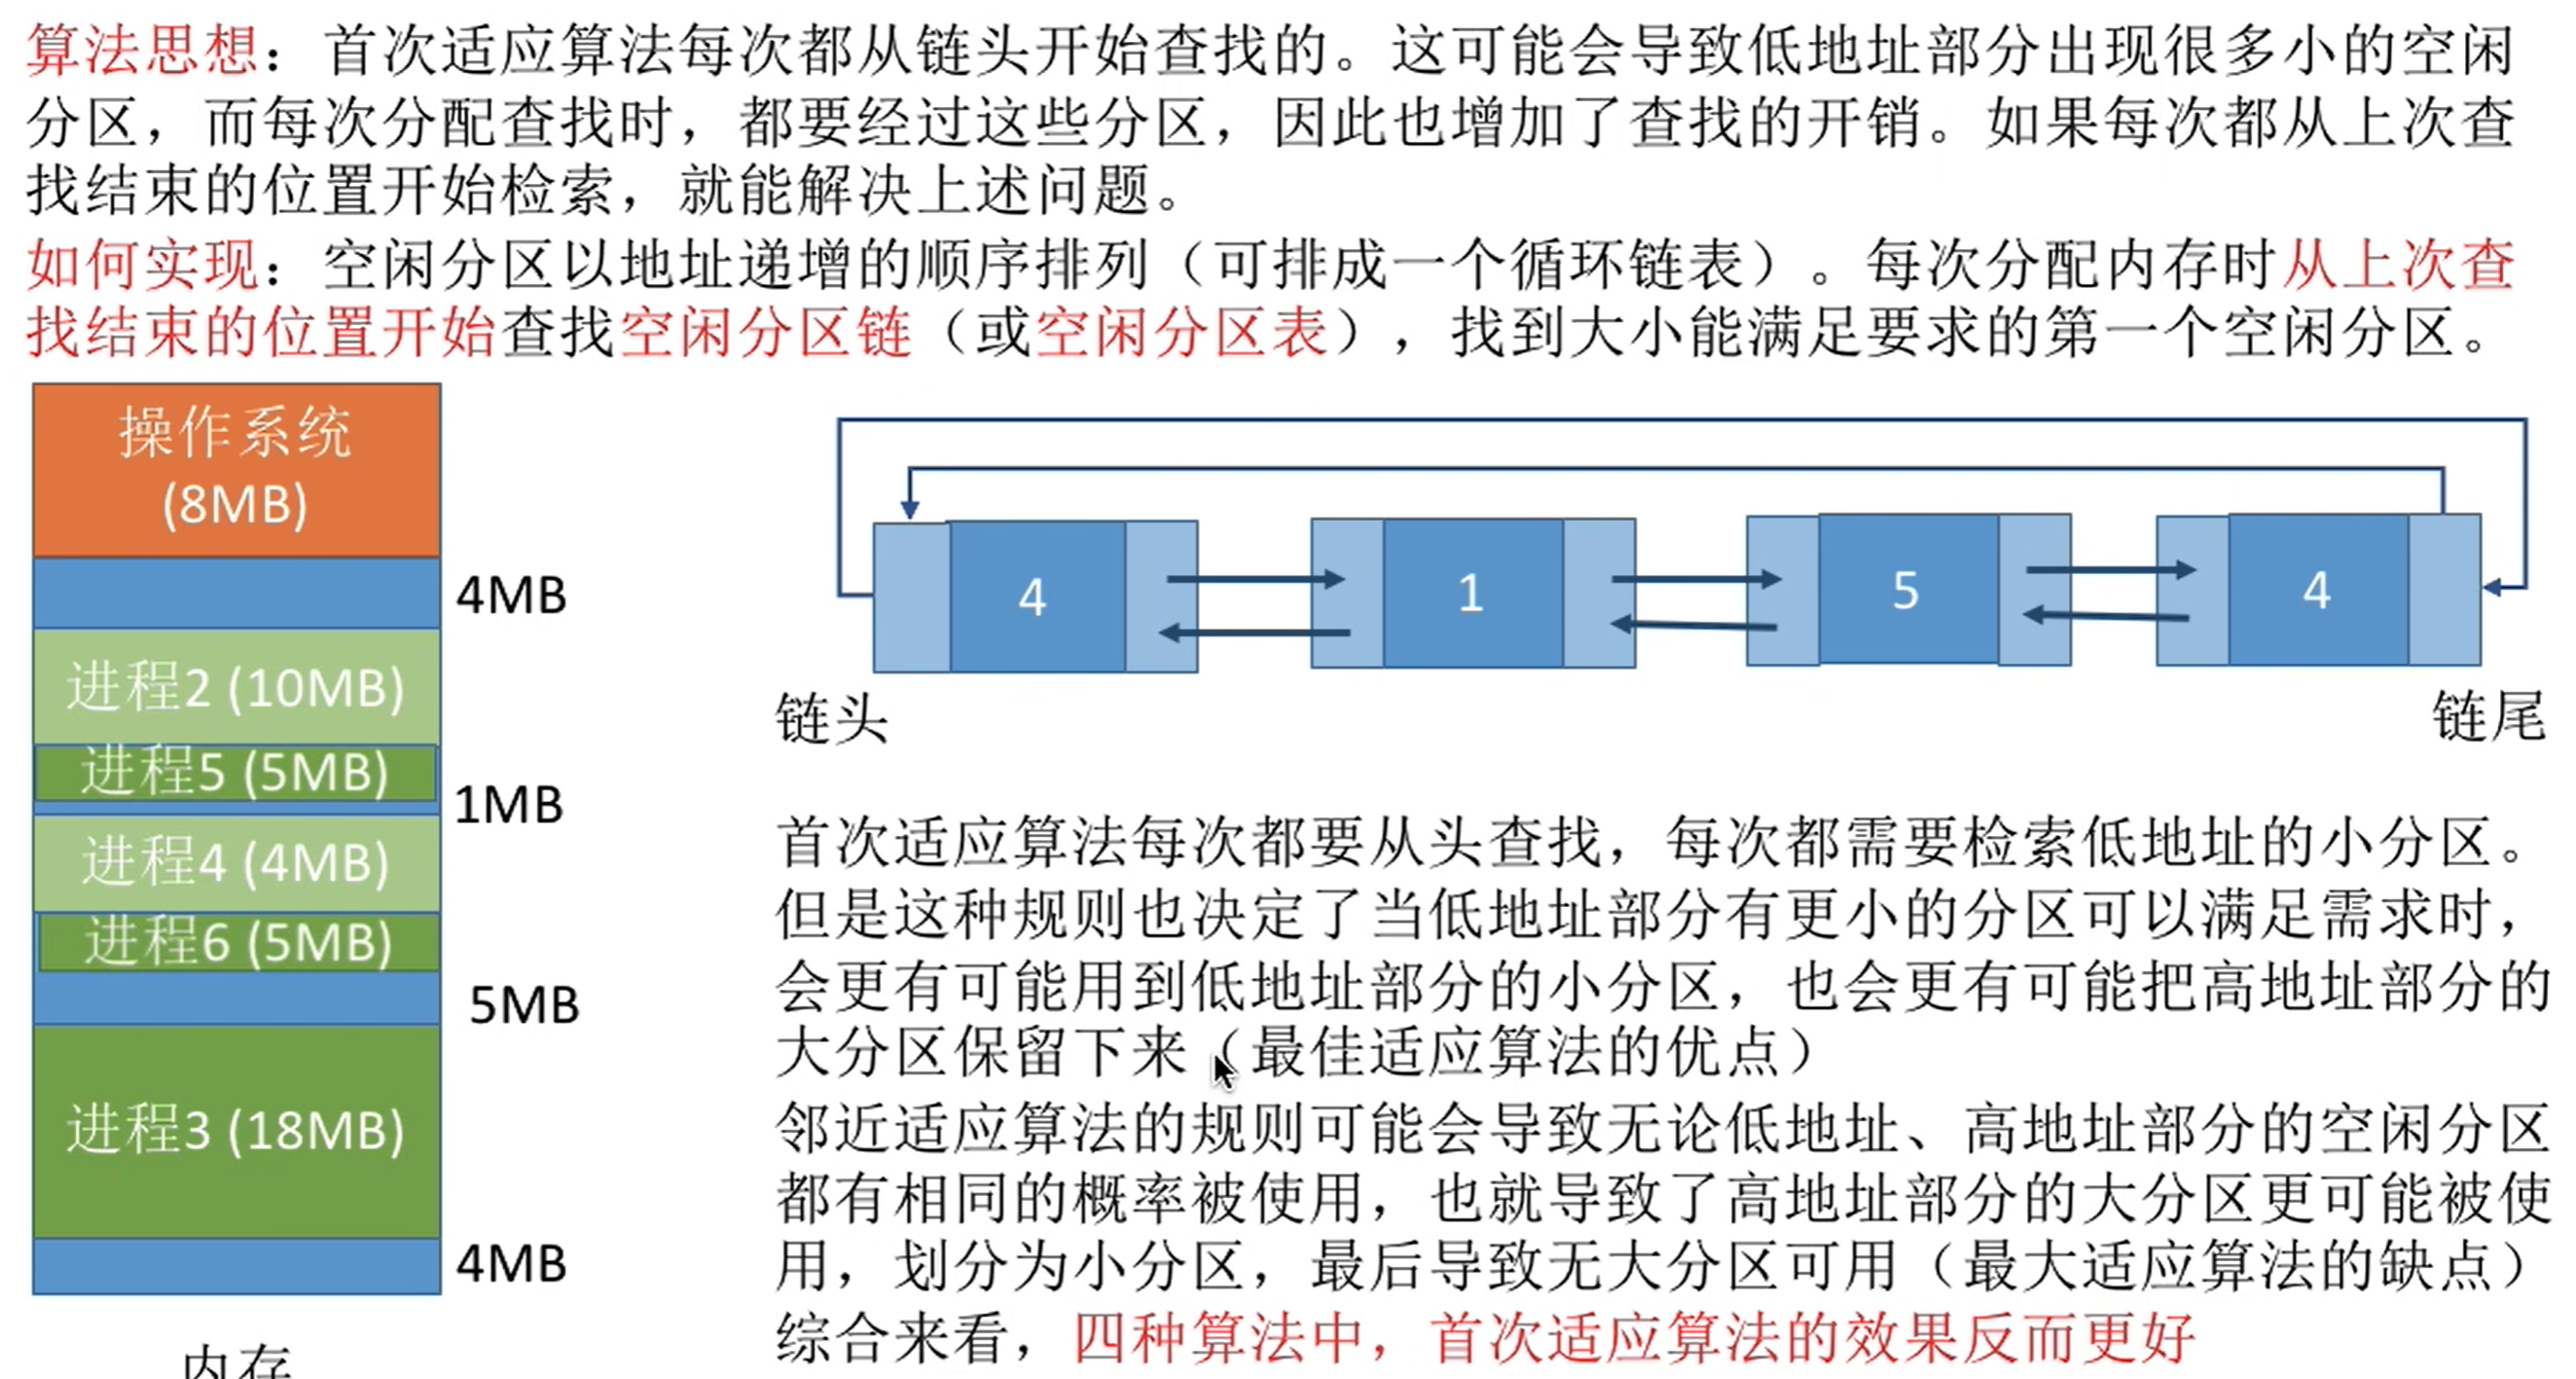 算法思想：首次适应算法每次都从链头开始查找的。这可能会导致低地址部分出现很多小的空闲
分区，而每次分配查找时，都要经过这些分区，因此也增加了查找的开销。如果每次都从上次查
找结束的位置开始检索，就能解决上述问题。
如何实现：空闲分区以地址递增的顺序排列（可排成一个循环链表）。每次分配内存时从上次查
找结束的位置开始查找空闲分区链（或空闲分区表），找到大小能满足要求的第一个空闲分区。
操作系统
(8MB)
4MB
进程2 (10MB)
进程5 (5MB)
1MB
进程4 (4MB)
进程6 (5MB)
5MB
进程3 (18MB)
4MB
内存
4
1
5
4
链头
链尾
首次适应算法每次都要从头查找，每次都需要检索低地址的小分区。
但是这种规则也决定了当低地址部分有更小的分区可以满足需求时，
会更有可能用到低地址部分的小分区，也会更有可能把高地址部分的
大分区保留下来（最佳适应算法的优点）
邻近适应算法的规则可能会导致无论低地址、高地址部分的空闲分区
都有相同的概率被使用，也就导致了高地址部分的大分区更可能被使
用，划分为小分区，最后导致无大分区可用（最大适应算法的缺点）
综合来看，四种算法中，首次适应算法的效果反而更好